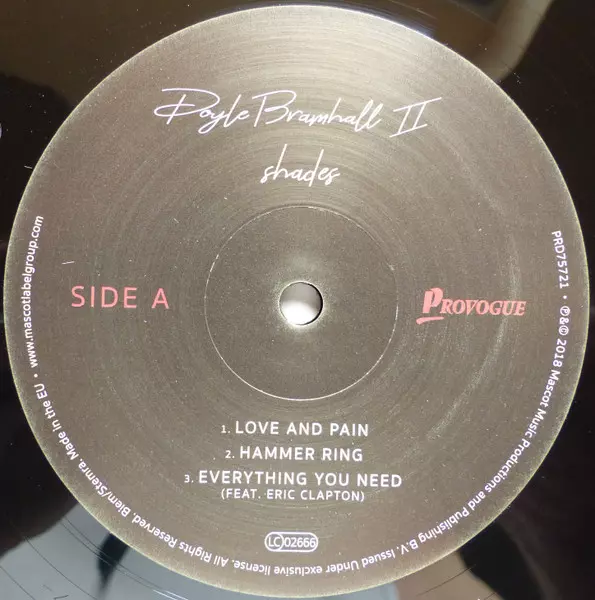 Doyle Bramhall II
shades
SIDE A
PROVOGUE
1. LOVE AND PAIN
2. HAMMER RING
3. EVERYTHING YOU NEED
(FEAT. ERIC CLAPTON)
LC 02666
PRD75721 • ℗&© 2018 Mascot Music Productions and Publishing B.V. Issued Under exclusive license. All Rights Reserved. Biem/Stemra. Made in the EU • www.mascotlabelgroup.com